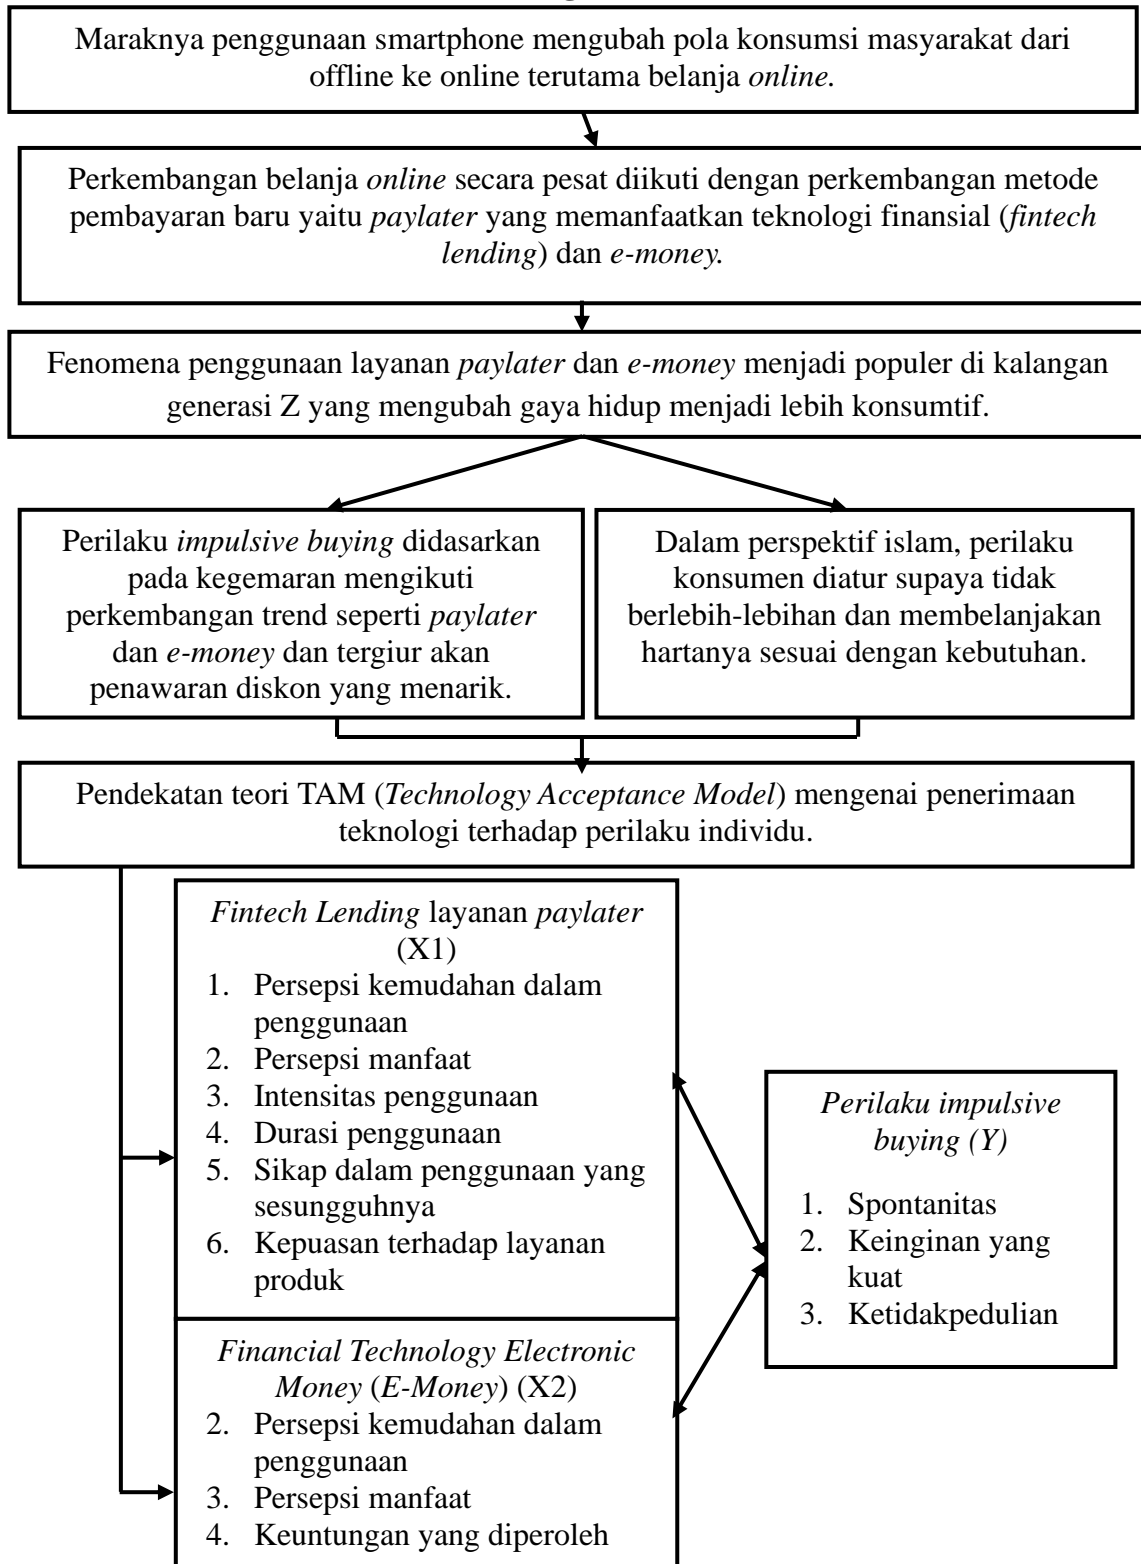 Maraknya penggunaan smartphone mengubah pola konsumsi masyarakat dari
offline ke online terutama belanja online.
Perkembangan belanja online secara pesat diikuti dengan perkembangan metode
pembayaran baru yaitu paylater yang memanfaatkan teknologi finansial (fintech
lending) dan e-money.
Fenomena penggunaan layanan paylater dan e-money menjadi populer di kalangan
generasi Z yang mengubah gaya hidup menjadi lebih konsumtif.
Perilaku impulsive buying didasarkan
pada kegemaran mengikuti
perkembangan trend seperti paylater
dan e-money dan tergiur akan
penawaran diskon yang menarik.
Dalam perspektif islam, perilaku
konsumen diatur supaya tidak
berlebih-lebihan dan membelanjakan
hartanya sesuai dengan kebutuhan.
Pendekatan teori TAM (Technology Acceptance Model) mengenai penerimaan
teknologi terhadap perilaku individu.
Fintech Lending layanan paylater
(X1)
1. Persepsi kemudahan dalam
penggunaan
2. Persepsi manfaat
3. Intensitas penggunaan
4. Durasi penggunaan
5. Sikap dalam penggunaan yang
sesungguhnya
6. Kepuasan terhadap layanan
produk
Financial Technology Electronic
Money (E-Money) (X2)
2. Persepsi kemudahan dalam
penggunaan
3. Persepsi manfaat
4. Keuntungan yang diperoleh
Perilaku impulsive
buying (Y)
1. Spontanitas
2. Keinginan yang
kuat
3. Ketidakpedulian